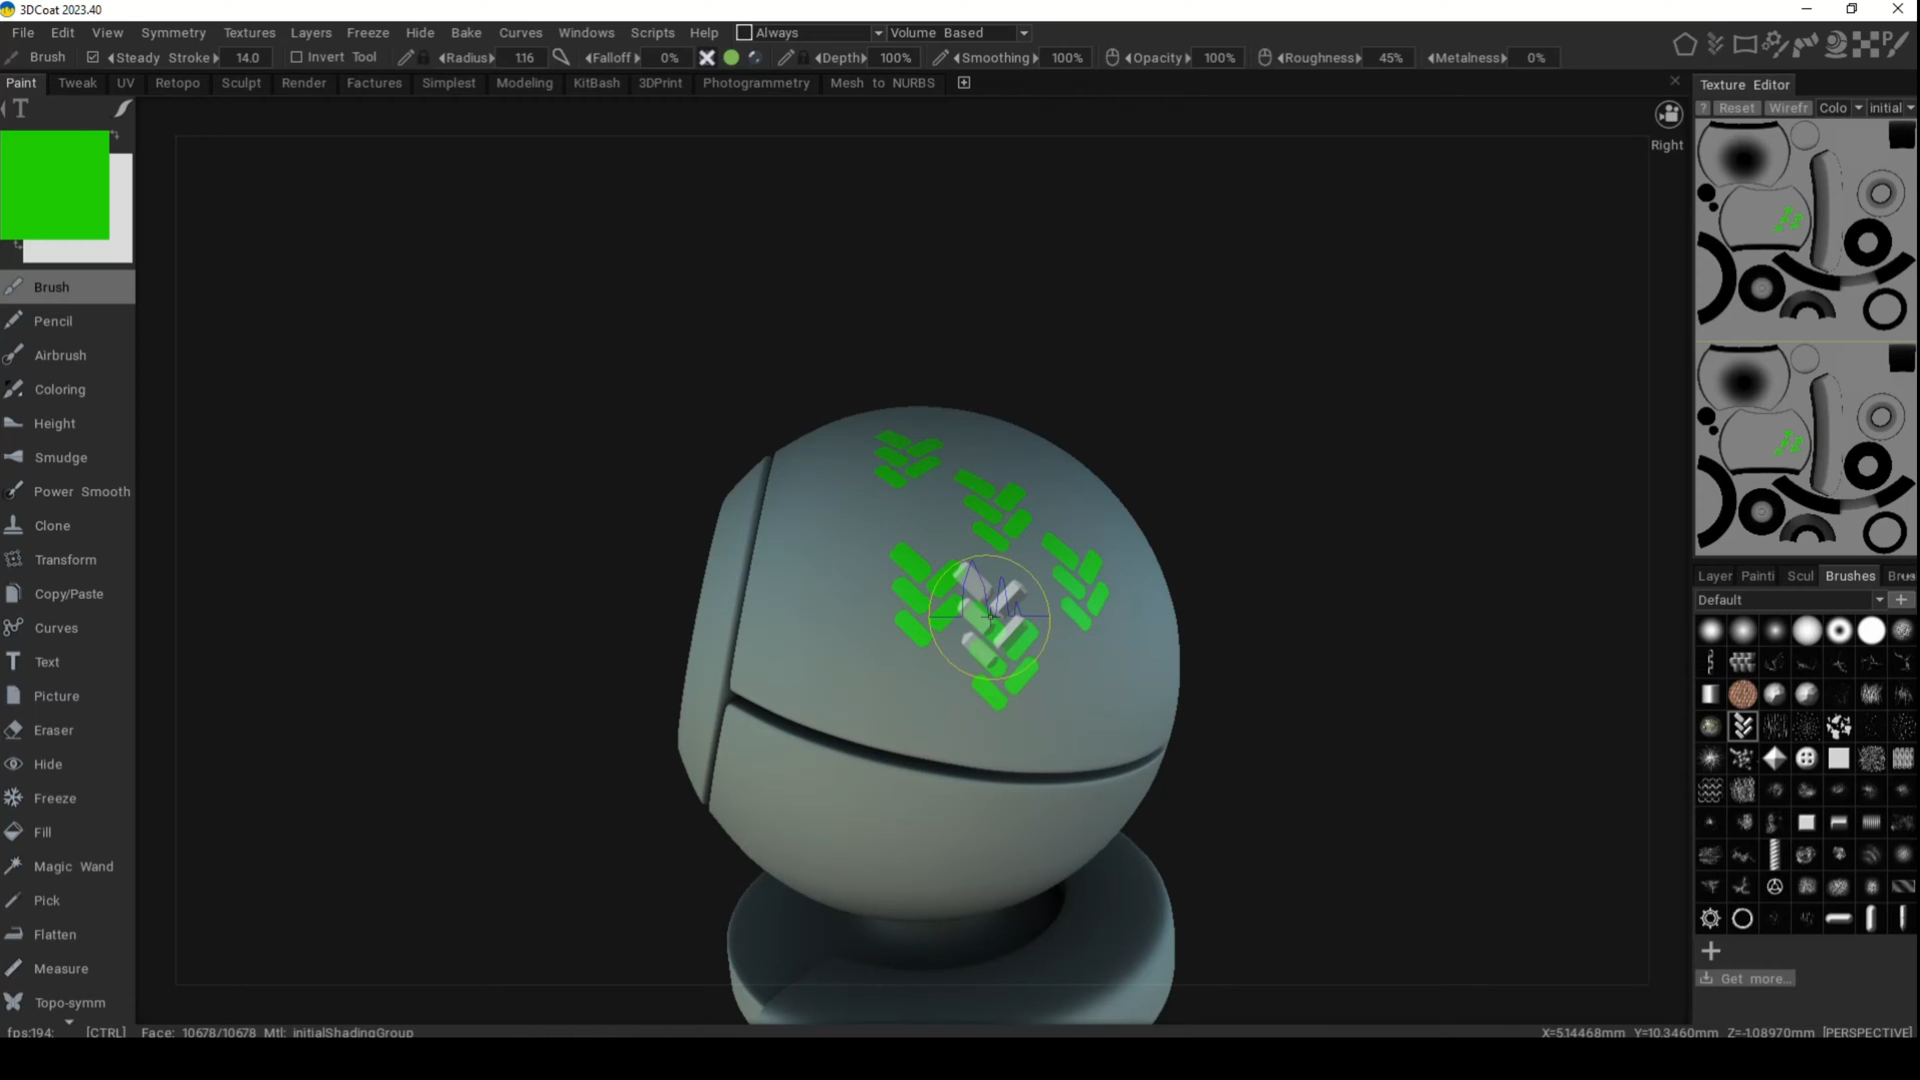 3DCoat 2023.40
File Edit View Symmetry Textures Layers Freeze Hide Bake Curves Windows Scripts Help Always Volume Based
Brush Steady Stroke 14.0 Invert Tool Radius 116 Falloff 0% Depth 100% Smoothing 100% Opacity 100% Roughness 45% Metalness 0%
Paint Tweak UV Retopo Sculpt Render Factures Simplest Modeling KitBash 3DPrint Photogrammetry Mesh to NURBS
Texture Editor
? Reset Wirefr Colo initial
Right
Brush
Pencil
Airbrush
Coloring
Height
Smudge
Power Smooth
Clone
Transform
Copy/Paste
Curves
Text
Picture
Eraser
Hide
Freeze
Fill
Magic Wand
Pick
Flatten
Measure
Topo-symm
Layer Painti Scul Brushes
Default
Get more...
fps:194: [CTRL] Face: 10678/10678 Mtl: initialShadingGroup
X=5.14468mm Y=10.3460mm Z=-1.08970mm [PERSPECTIVE]